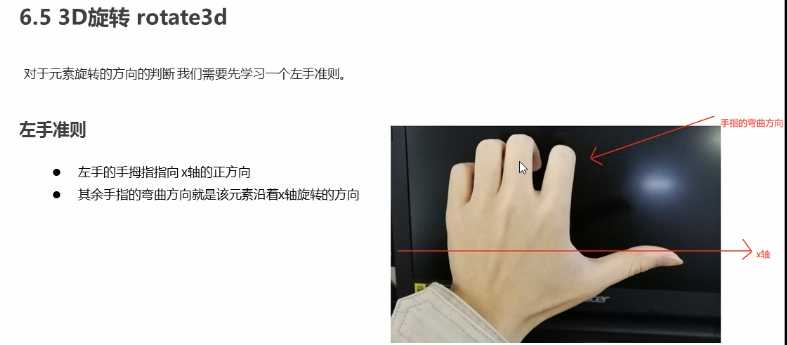 6.5 3D旋转 rotate3d
对于元素旋转的方向的判断 我们需要先学习一个左手准则。
左手准则
手指的弯曲方向
● 左手的手拇指指向 x轴的正方向
● 其余手指的弯曲方向就是该元素沿着x轴旋转的方向
x轴
acer